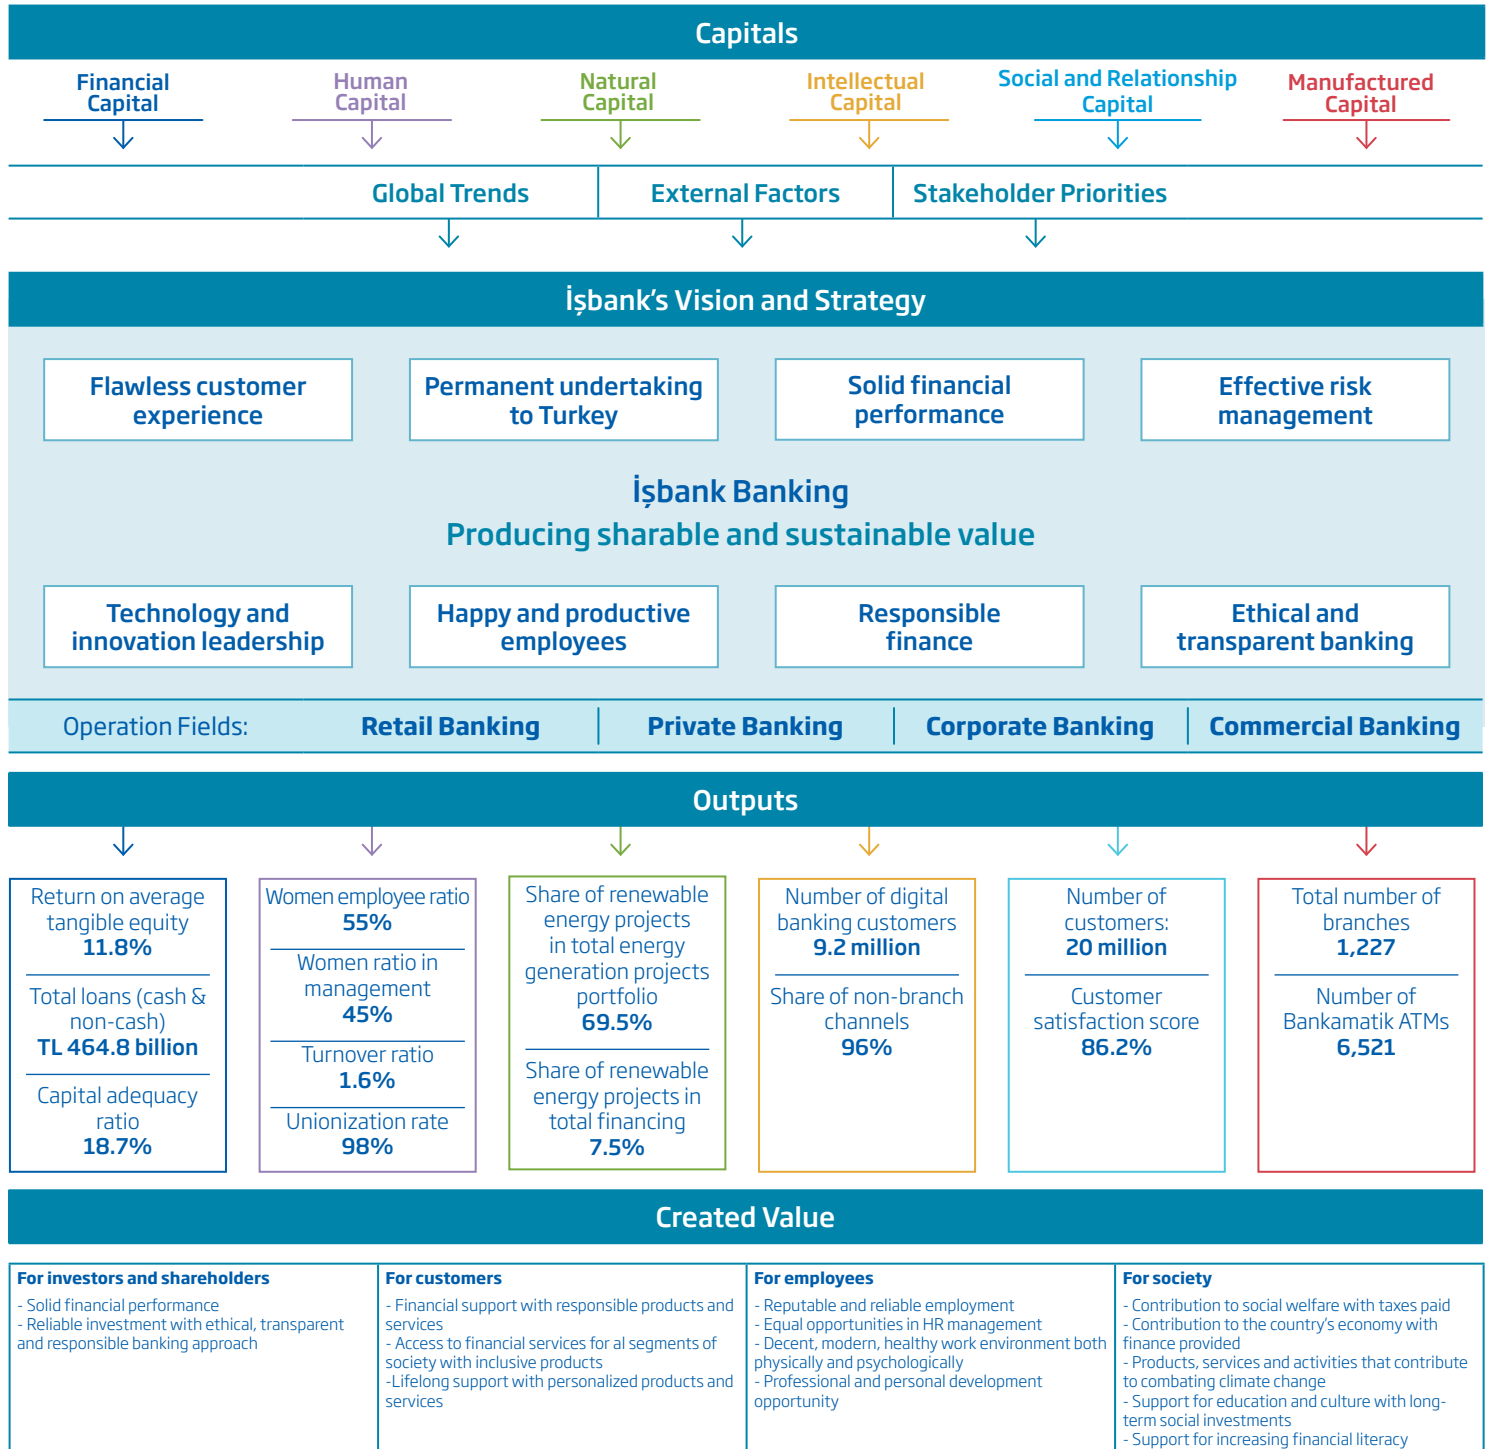 Capitals
Financial
Capital
Human
Capital
Natural
Capital
Intellectual
Capital
Social and Relationship
Capital
Manufactured
Capital
Global Trends
External Factors
Stakeholder Priorities
İşbank's Vision and Strategy
Flawless customer
experience
Permanent undertaking
to Turkey
Solid financial
performance
Effective risk
management
İşbank Banking
Producing sharable and sustainable value
Technology and
innovation leadership
Happy and productive
employees
Responsible
finance
Ethical and
transparent banking
Operation Fields:
Retail Banking
Private Banking
Corporate Banking
Commercial Banking
Outputs
Return on average
tangible equity
11.8%
Total loans (cash &
non-cash)
TL 464.8 billion
Capital adequacy
ratio
18.7%
Women employee ratio
55%
Women ratio in
management
45%
Turnover ratio
1.6%
Unionization rate
98%
Share of renewable
energy projects
in total energy
generation projects
portfolio
69.5%
Share of renewable
energy projects in
total financing
7.5%
Number of digital
banking customers
9.2 million
Share of non-branch
channels
96%
Number of
customers:
20 million
Customer
satisfaction score
86.2%
Total number of
branches
1,227
Number of
Bankamatik ATMs
6,521
Created Value
For investors and shareholders
- Solid financial performance
- Reliable investment with ethical, transparent
and responsible banking approach
For customers
- Financial support with responsible products and
services
- Access to financial services for al segments of
society with inclusive products
-Lifelong support with personalized products and
services
For employees
- Reputable and reliable employment
- Equal opportunities in HR management
- Decent, modern, healthy work environment both
physically and psychologically
- Professional and personal development
opportunity
For society
- Contribution to social welfare with taxes paid
- Contribution to the country's economy with
finance provided
- Products, services and activities that contribute
to combating climate change
- Support for education and culture with long-
term social investments
- Support for increasing financial literacy